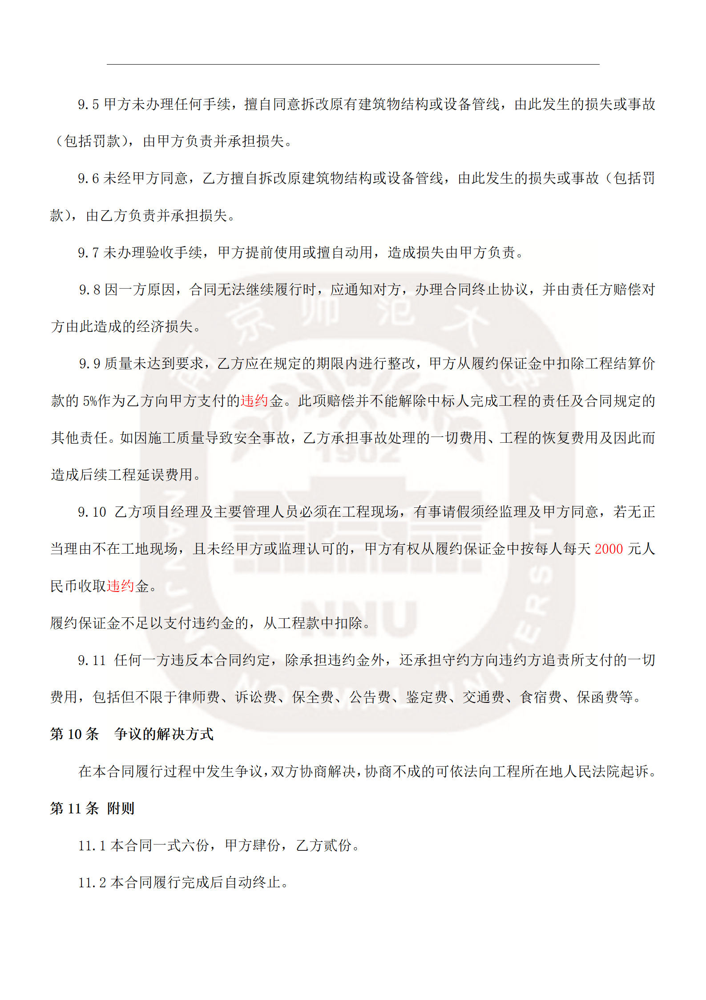 9.5 甲方未办理任何手续，擅自同意拆改原有建筑物结构或设备管线，由此发生的损失或事故
（包括罚款），由甲方负责并承担损失。
9.6 未经甲方同意，乙方擅自拆改原建筑物结构或设备管线，由此发生的损失或事故（包括罚
款），由乙方负责并承担损失。
9.7 未办理验收手续，甲方提前使用或擅自动用，造成损失由甲方负责。
9.8 因一方原因，合同无法继续履行时，应通知对方，办理合同终止协议，并由责任方赔偿对
方由此造成的经济损失。
9.9 质量未达到要求，乙方应在规定的期限内进行整改，甲方从履约保证金中扣除工程结算价
款的 5%作为乙方向甲方支付的违约金。此项赔偿并不能解除中标人完成工程的责任及合同规定的
其他责任。如因施工质量导致安全事故，乙方承担事故处理的一切费用、工程的恢复费用及因此而
造成后续工程延误费用。
9.10 乙方项目经理及主要管理人员必须在工程现场，有事请假须经监理及甲方同意，若无正
当理由不在工地现场，且未经甲方或监理认可的，甲方有权从履约保证金中按每人每天 2000 元人
民币收取违约金。
履约保证金不足以支付违约金的，从工程款中扣除。
9.11 任何一方违反本合同约定，除承担违约金外，还承担守约方向违约方追责所支付的一切
费用，包括但不限于律师费、诉讼费、保全费、公告费、鉴定费、交通费、食宿费、保函费等。
第 10 条　争议的解决方式
在本合同履行过程中发生争议，双方协商解决，协商不成的可依法向工程所在地人民法院起诉。
第 11 条 附则
11.1 本合同一式六份，甲方肆份，乙方贰份。
11.2 本合同履行完成后自动终止。
南京师范大学
1902
NNU
NANJING NORMAL UNIVERSITY